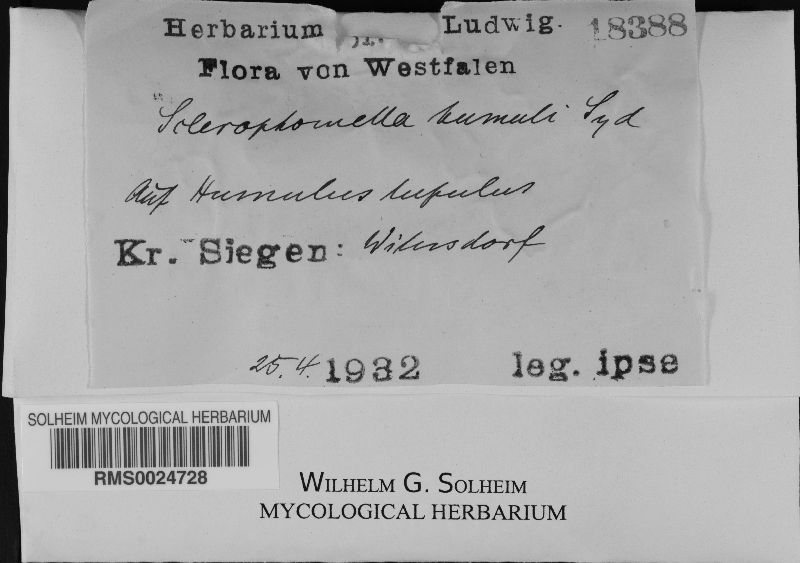 Herbarium Ludwig. 18388
Flora von Westfalen
Sclerophomella humuli Syd
Auf Humulus lupulus
Kr. Siegen:
25.4. 1932 leg. ipse
SOLHEIM MYCOLOGICAL HERBARIUM
RMS0024728
WILHELM G. SOLHEIM
MYCOLOGICAL HERBARIUM